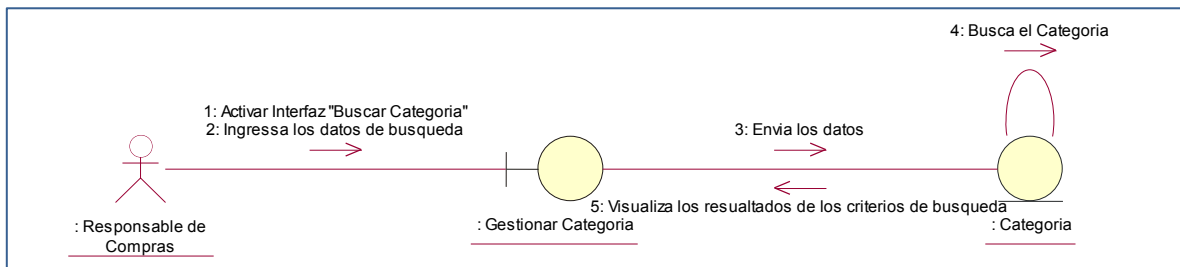 4: Busca el Categoria
1: Activar Interfaz "Buscar Categoria"
2: Ingressa los datos de busqueda
3: Envia los datos
5: Visualiza los resualtados de los criterios de busqueda
: Responsable de
Compras
: Gestionar Categoria
: Categoria